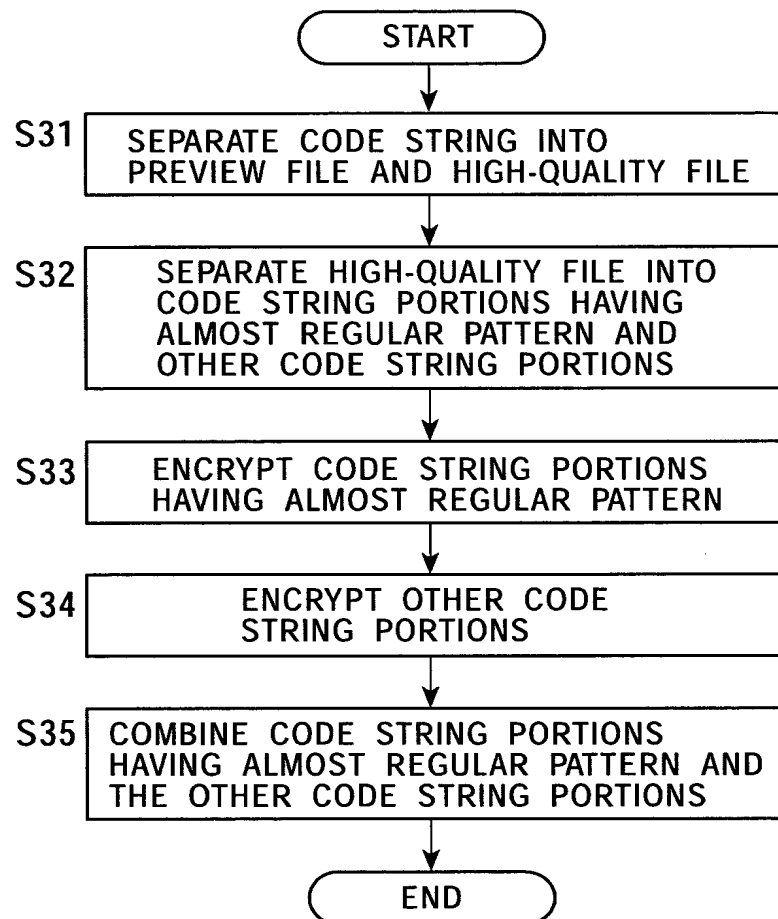 START
S31
SEPARATE CODE STRING INTO
PREVIEW FILE AND HIGH-QUALITY FILE
S32
SEPARATE HIGH-QUALITY FILE INTO
CODE STRING PORTIONS HAVING
ALMOST REGULAR PATTERN AND
OTHER CODE STRING PORTIONS
S33
ENCRYPT CODE STRING PORTIONS
HAVING ALMOST REGULAR PATTERN
S34
ENCRYPT OTHER CODE
STRING PORTIONS
S35
COMBINE CODE STRING PORTIONS
HAVING ALMOST REGULAR PATTERN AND
THE OTHER CODE STRING PORTIONS
END